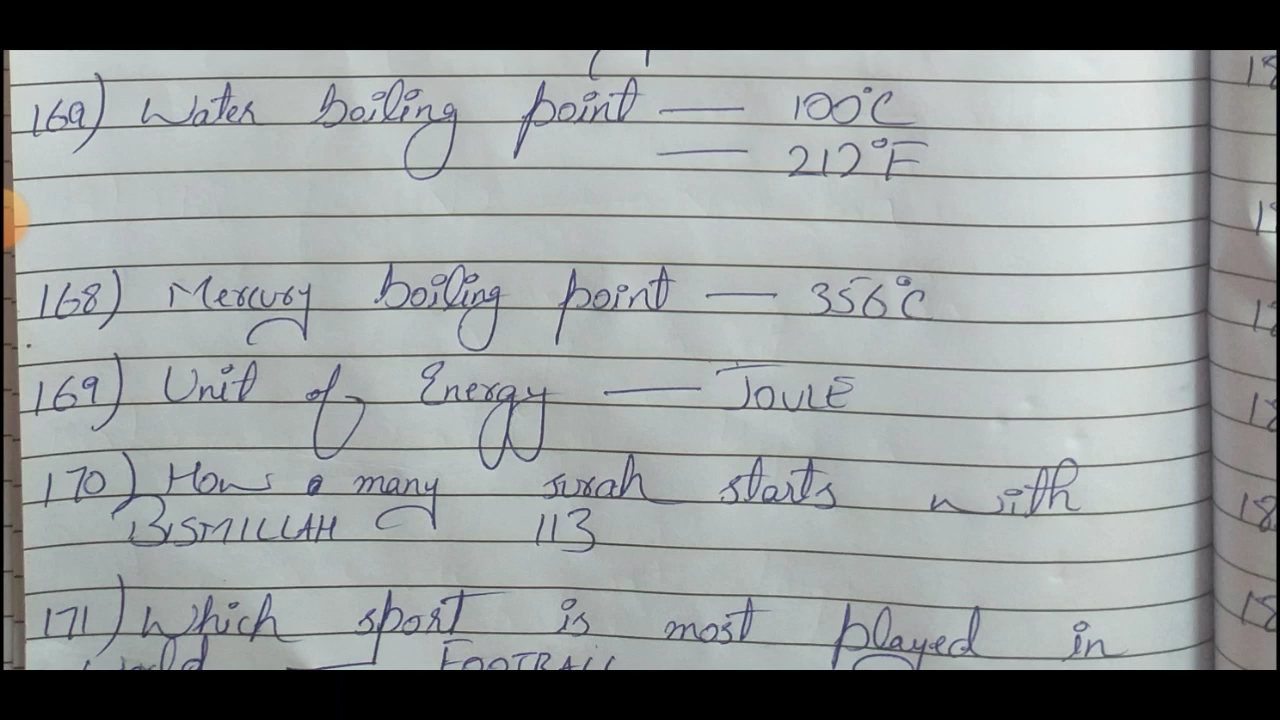 169) Water boiling point — 100°C
— 212°F
168) Mercury boiling point — 356°C
169) Unit of Energy — JOULE
170) How many surah starts with
BISMILLAH 113
171) Which sport is most played in
World — FOOTBALL